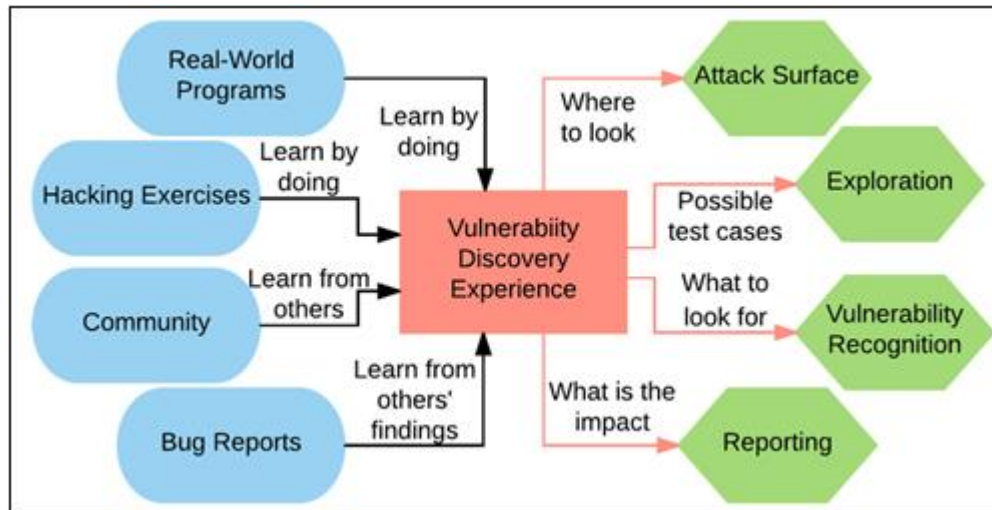 Real-World
Programs
Learn by
doing
Hacking Exercises
Learn by
doing
Community
Learn from
others
Bug Reports
Learn from
others'
findings
Vulnerabiity
Discovery
Experience
Where
to look
Attack Surface
Possible
test cases
Exploration
What to
look for
Vulnerability
Recognition
What is the
impact
Reporting